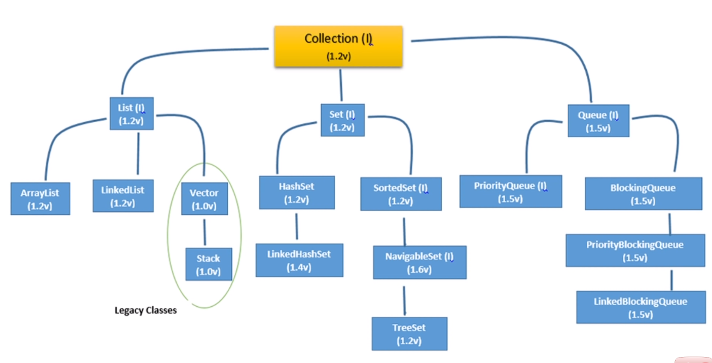 Collection (I)
(1.2v)
List (I)
(1.2v)
Set (I)
(1.2v)
Queue (I)
(1.5v)
ArrayList
(1.2v)
LinkedList
(1.2v)
Vector
(1.0v)
HashSet
(1.2v)
SortedSet (I)
(1.2v)
PriorityQueue (I)
(1.5v)
BlockingQueue
(1.5v)
Stack
(1.0v)
LinkedHashSet
(1.4v)
NavigableSet (I)
(1.6v)
PriorityBlockingQueue
(1.5v)
Legacy Classes
TreeSet
(1.2v)
LinkedBlockingQueue
(1.5v)